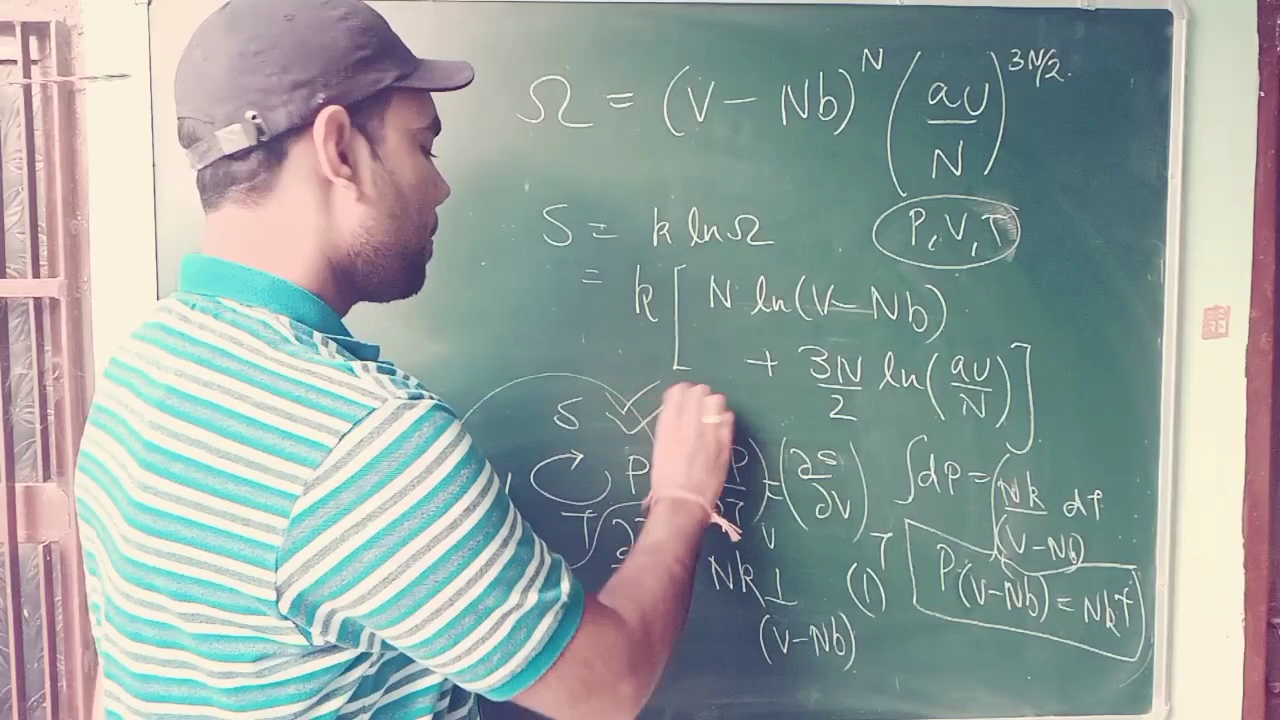 Ω = (V - Nb)^N (aU/N)^3N/2.
S = k ln Ω
P, V, T
= k [ N ln(V - Nb)
+ 3N/2 ln(aU/N) ]
S
P
T
(∂S/∂V)_T
∫dP = ∫ Nk/(V - Nb) dT
Nk 1/(V - Nb) (1)
P(V - Nb) = NkT